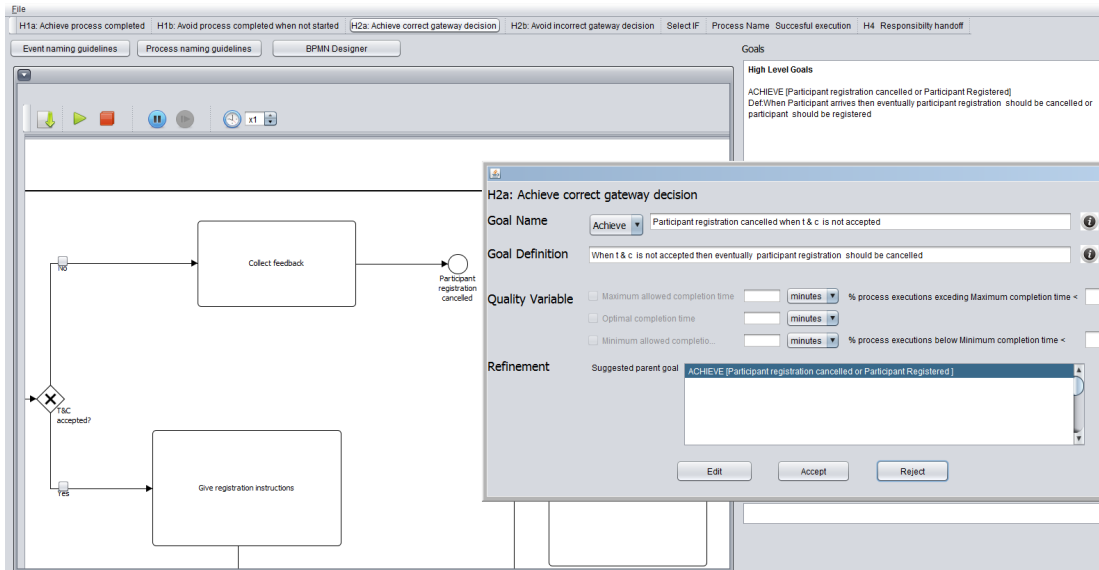 File
H1a: Achieve process completed H1b: Avoid process completed when not started H2a: Achieve correct gateway decision H2b: Avoid incorrect gateway decision Select IF Process Name Succesful execution H4 Responsibilty handoff
Event naming guidelines Process naming guidelines BPMN Designer
Goals
High Level Goals
ACHIEVE [Participant registration cancelled or Participant Registered]
Def:When Participant arrives then eventually participant registration should be cancelled or
participant should be registered
x1
No
Collect feedback
Participant
registration
cancelled
T&C
accepted?
Yes
Give registration instructions
H2a: Achieve correct gateway decision
Goal Name Achieve Participant registration cancelled when t & c is not accepted
Goal Definition When t & c is not accepted then eventually participant registration should be cancelled
Quality Variable Maximum allowed completion time minutes % process executions exceding Maximum completion time <
Optimal completion time minutes
Minimum allowed completio... minutes % process executions below Minimum completion time <
Refinement Suggested parent goal ACHIEVE [Participant registration cancelled or Participant Registered ]
Edit Accept Reject